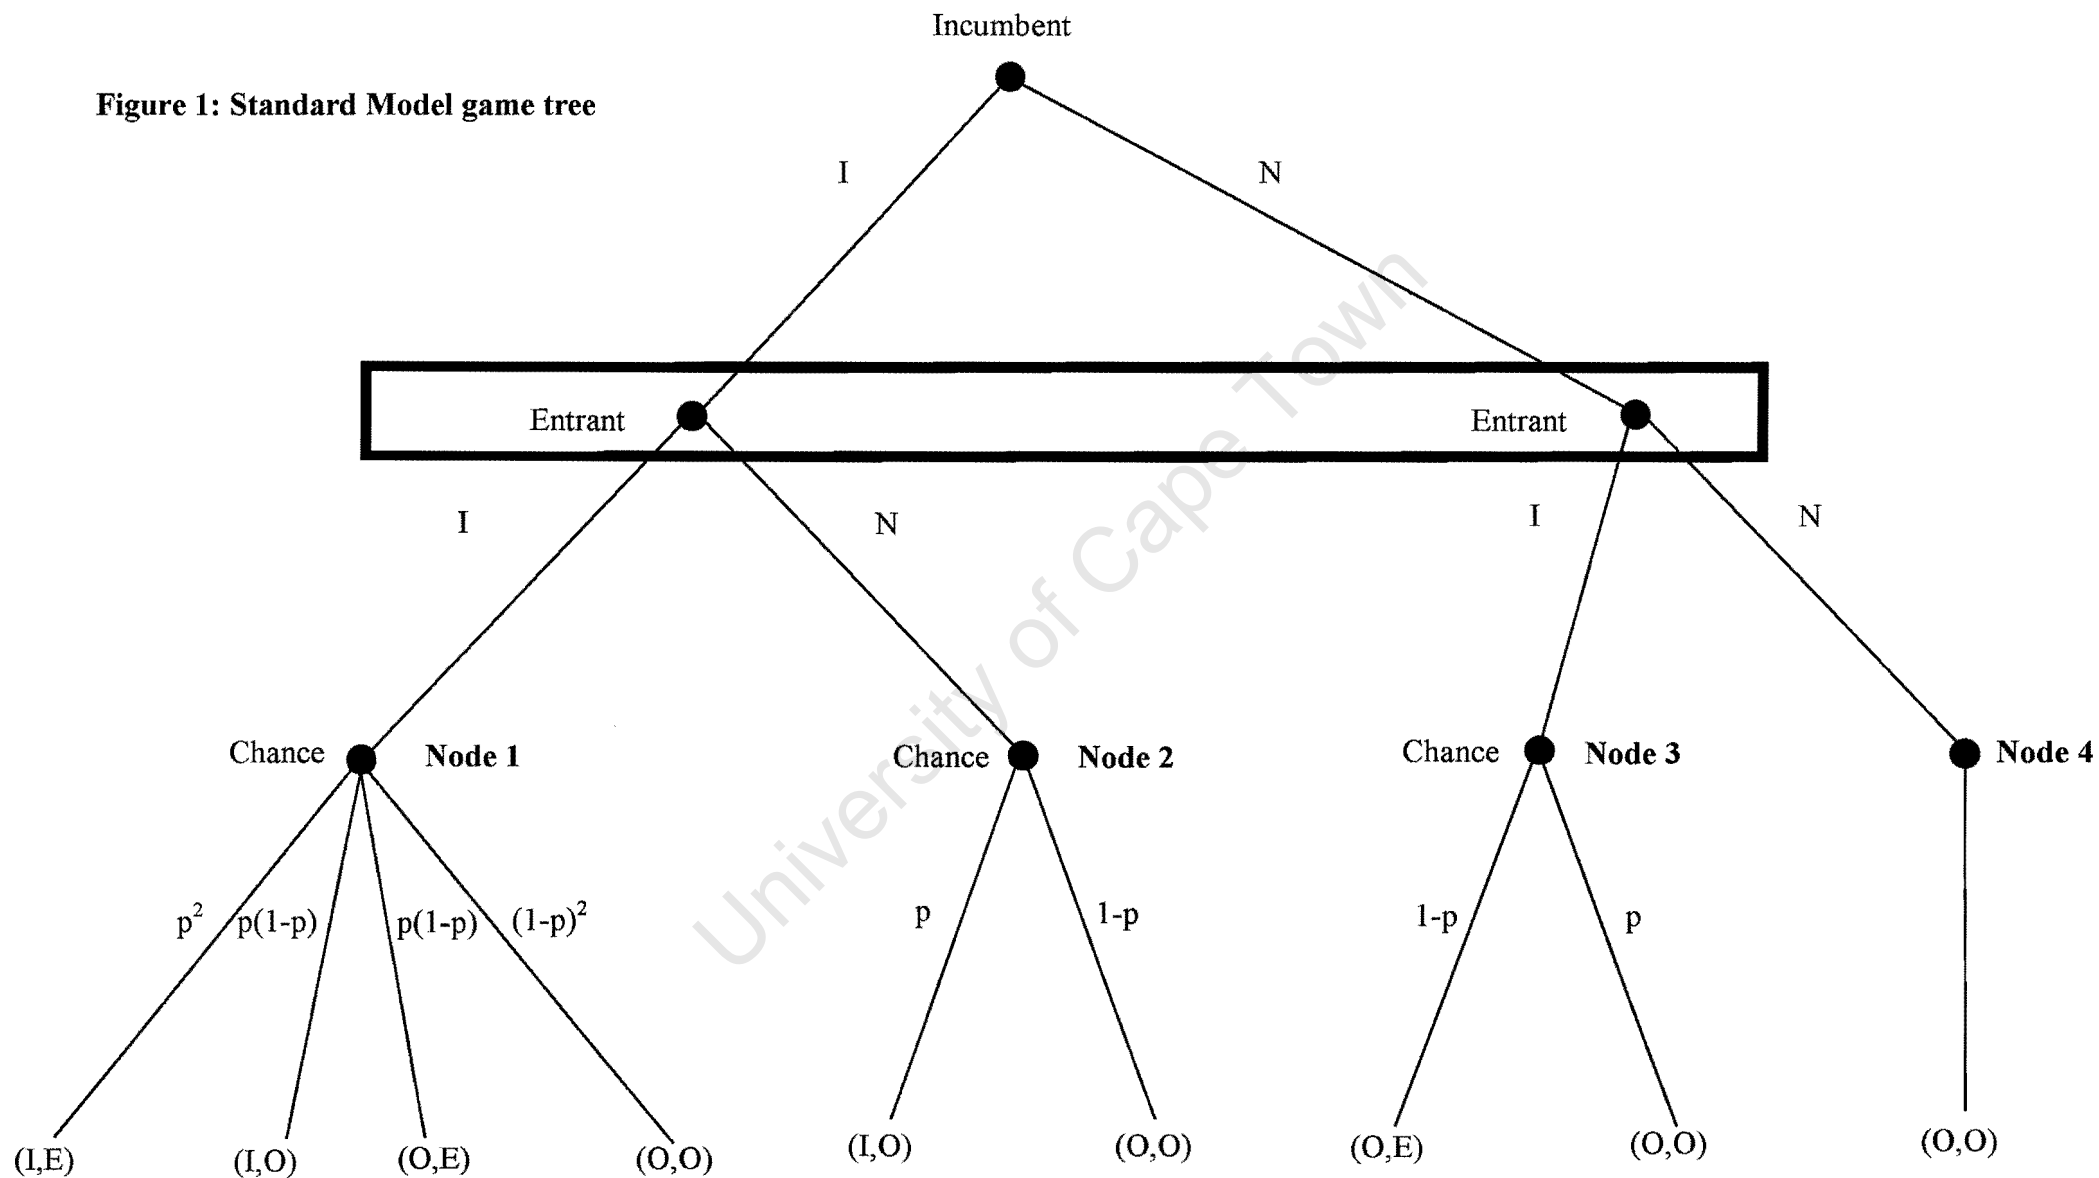 Incumbent
Figure 1: Standard Model game tree
I
N
Entrant
Entrant
I
N
I
N
Chance
Node 1
Chance
Node 2
Chance
Node 3
Node 4
p²
p(1-p)
p(1-p)
(1-p)²
p
1-p
1-p
p
(I,E)
(I,O)
(O,E)
(O,O)
(I,O)
(O,O)
(O,E)
(O,O)
(O,O)
University of Cape Town